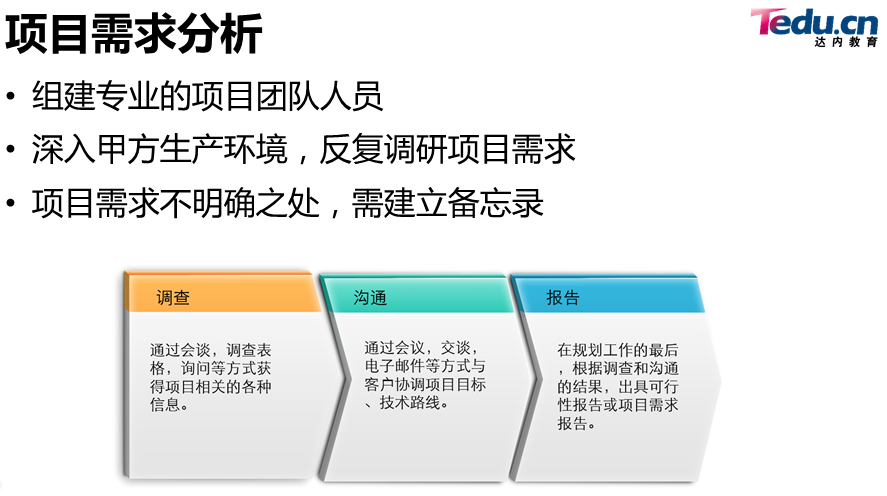 项目需求分析
Tedu.cn
达内教育
• 组建专业的项目团队人员
• 深入甲方生产环境，反复调研项目需求
• 项目需求不明确之处，需建立备忘录
调查
通过会谈，调查表
格，询问等方式获
得项目相关的各种
信息。
沟通
通过会议，交谈，
电子邮件等方式与
客户协调项目目标
、技术路线。
报告
在规划工作的最后
，根据调查和沟通
的结果，出具可行
性报告或项目需求
报告。